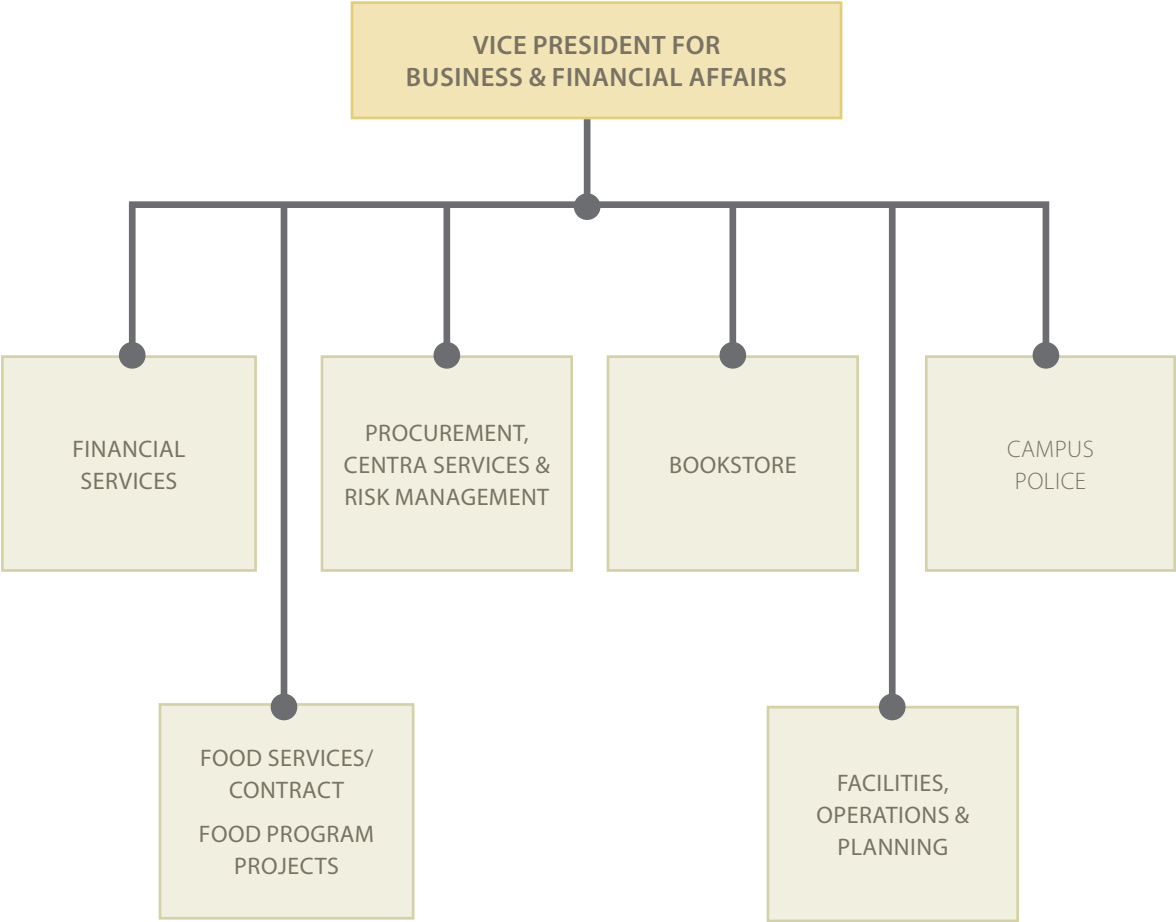 VICE PRESIDENT FOR
BUSINESS & FINANCIAL AFFAIRS
FINANCIAL
SERVICES
PROCUREMENT,
CENTRA SERVICES &
RISK MANAGEMENT
BOOKSTORE
CAMPUS
POLICE
FOOD SERVICES/
CONTRACT
FOOD PROGRAM
PROJECTS
FACILITIES,
OPERATIONS &
PLANNING